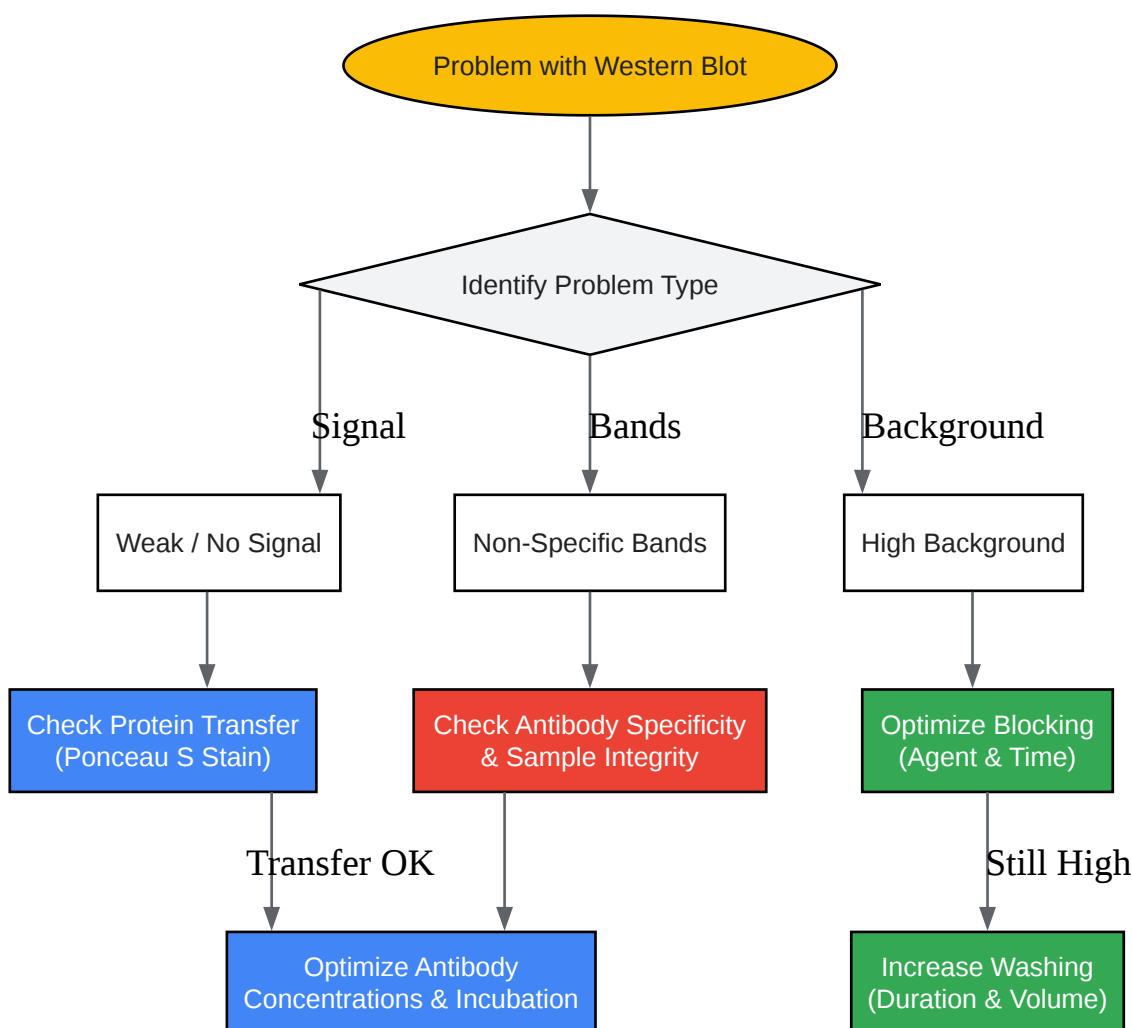 Problem with Western Blot
Identify Problem Type
Signal
Bands
Background
Weak / No Signal
Non-Specific Bands
High Background
Check Protein Transfer
(Ponceau S Stain)
Check Antibody Specificity
& Sample Integrity
Optimize Blocking
(Agent & Time)
Transfer OK
Still High
Optimize Antibody
Concentrations & Incubation
Increase Washing
(Duration & Volume)